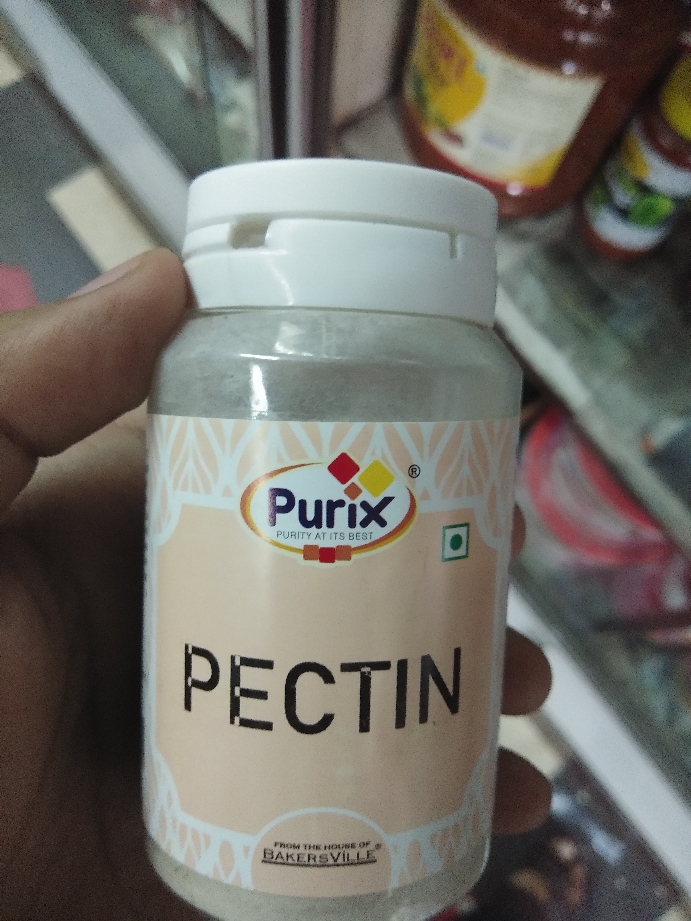 Purix®
PURITY AT ITS BEST
PECTIN
FROM THE HOUSE OF
BAKERSVILLE®